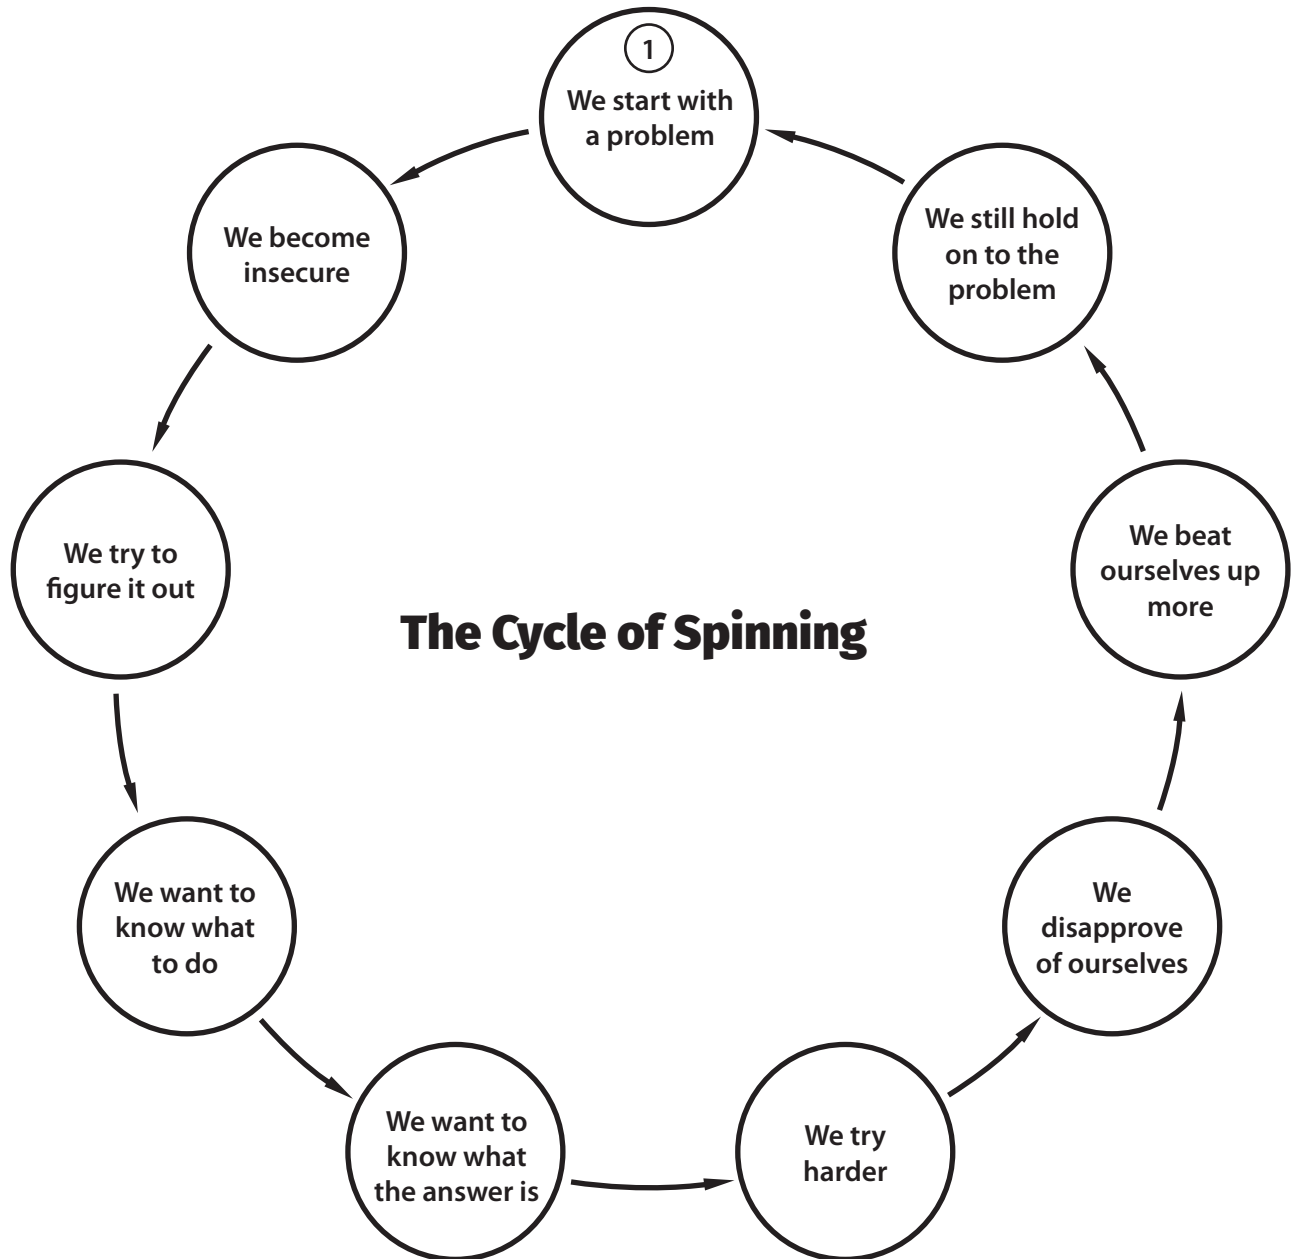 1
We start with
a problem
We become
insecure
We try to
figure it out
We want to
know what
to do
We want to
know what
the answer is
We try
harder
We
disapprove
of ourselves
We beat
ourselves up
more
We still hold
on to the
problem
The Cycle of Spinning